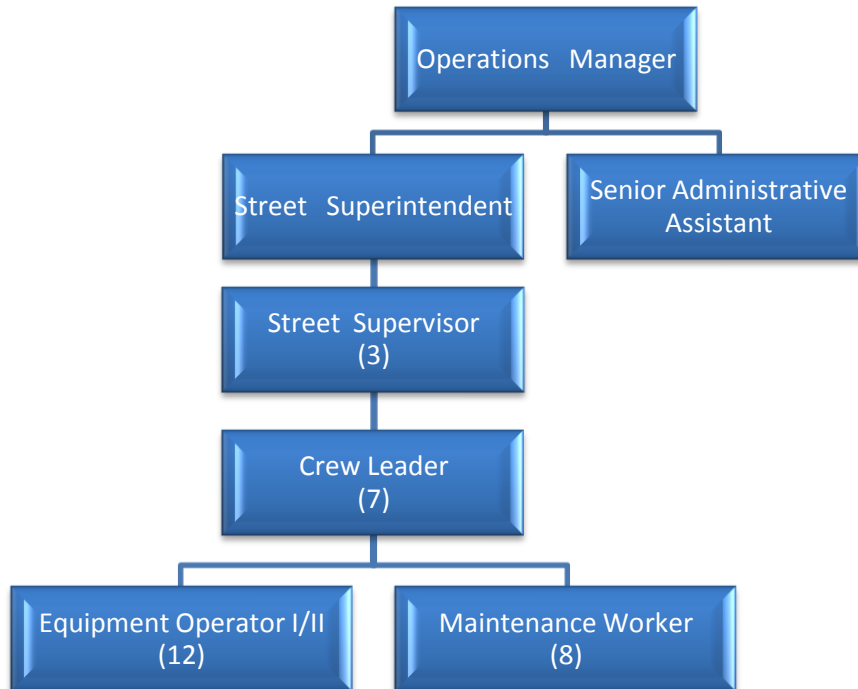 Operations Manager
Street Superintendent
Senior Administrative
Assistant
Street Supervisor
(3)
Crew Leader
(7)
Equipment Operator I/II
(12)
Maintenance Worker
(8)